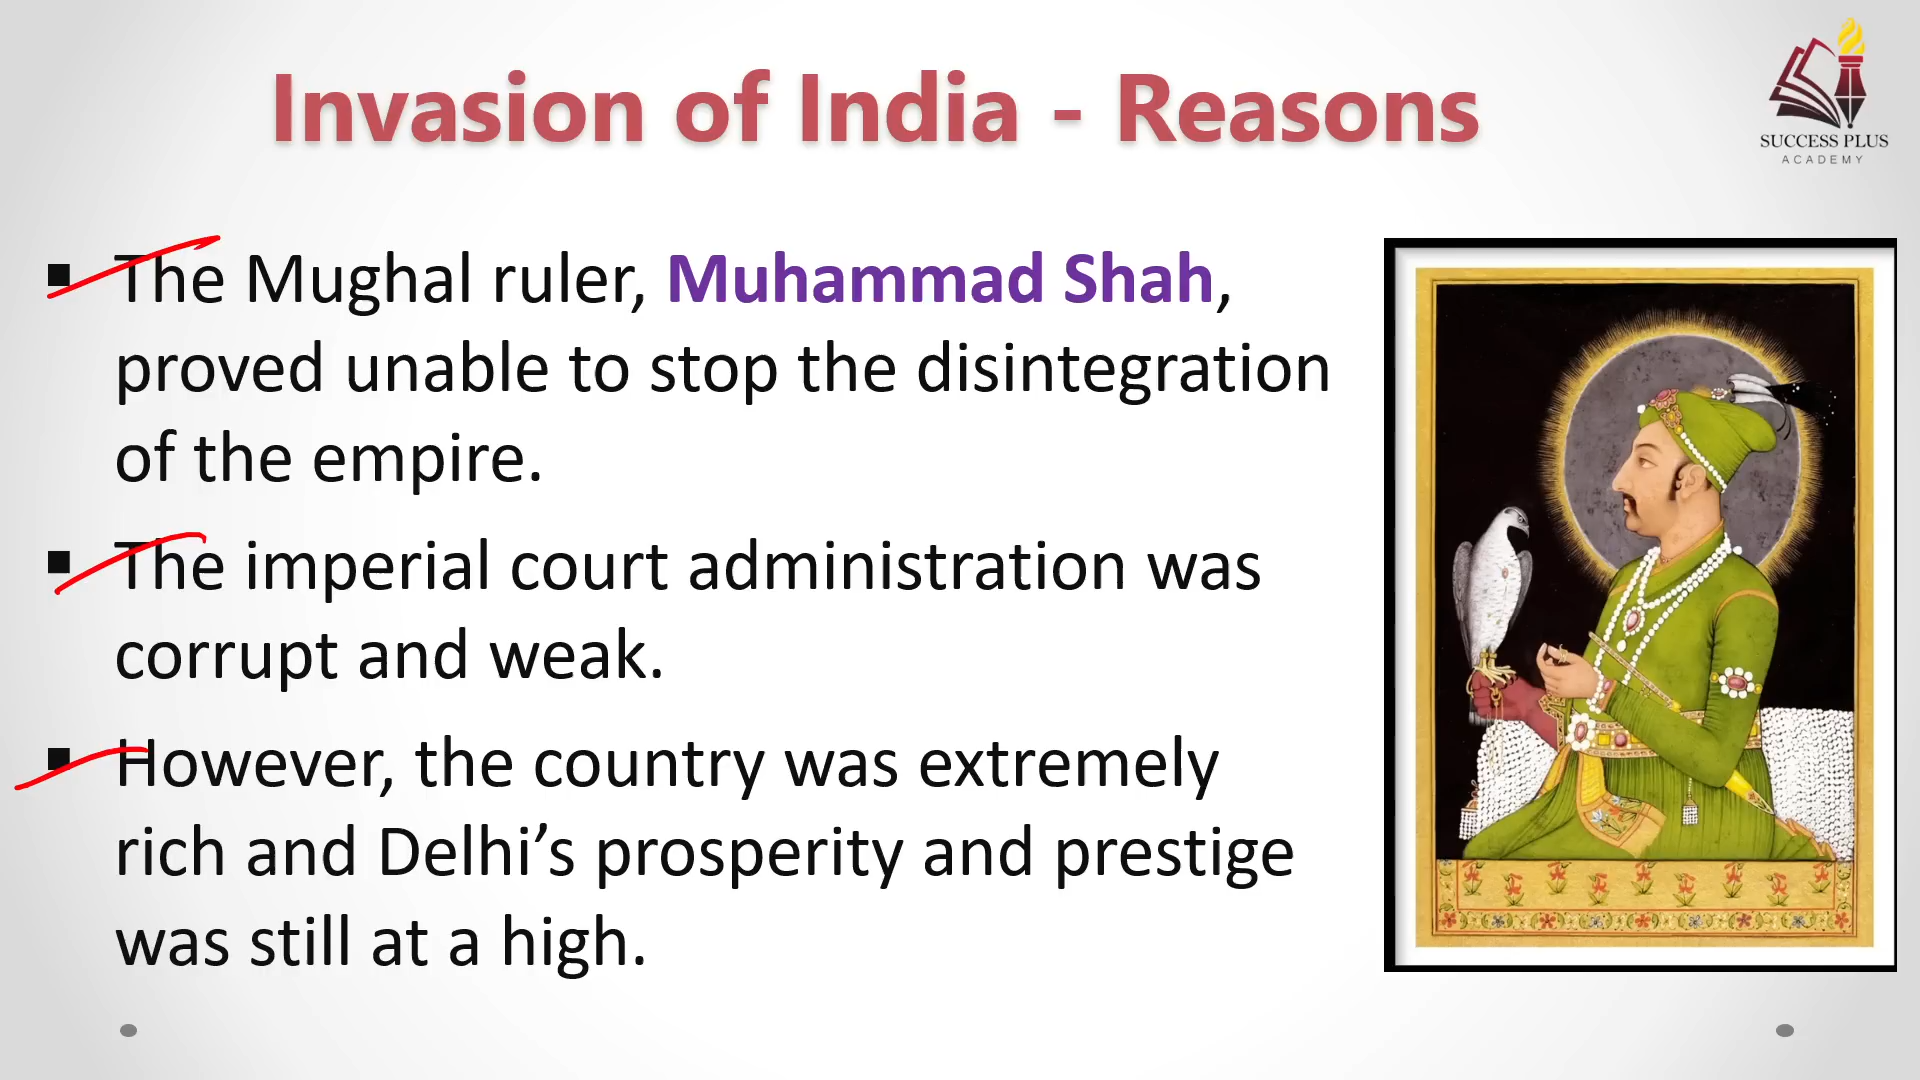 Invasion of India - Reasons
SUCCESS PLUS
ACADEMY
▪ The Mughal ruler, Muhammad Shah,
proved unable to stop the disintegration
of the empire.
▪ The imperial court administration was
corrupt and weak.
▪ However, the country was extremely
rich and Delhi’s prosperity and prestige
was still at a high.